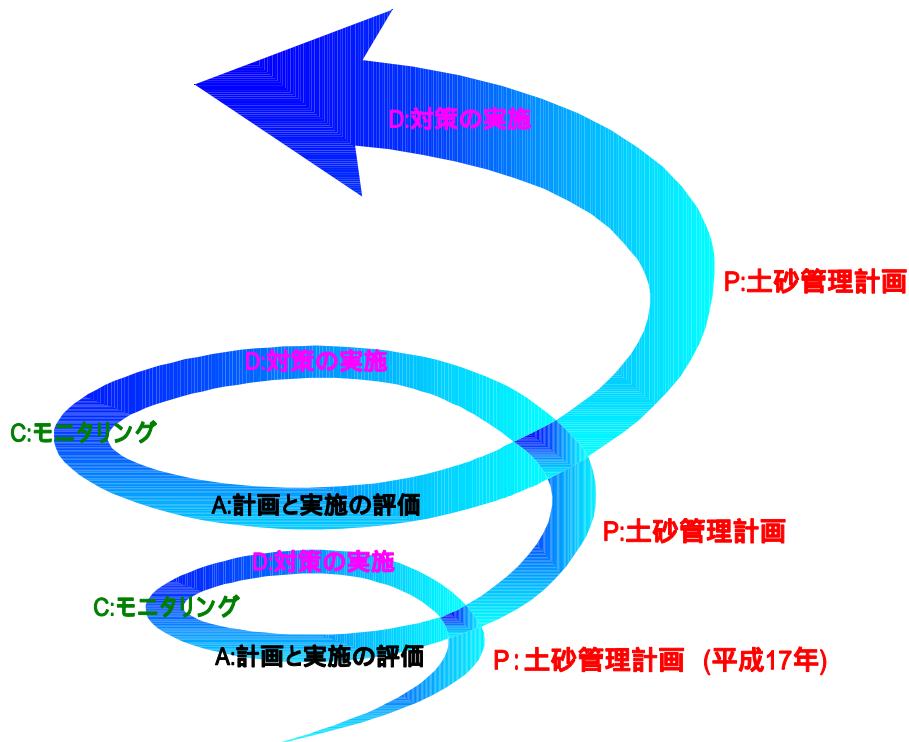 D:対策の実施
P:土砂管理計画
D:対策の実施
C:モニタリング
A:計画と実施の評価
P:土砂管理計画
D:対策の実施
C:モニタリング
A:計画と実施の評価
P：土砂管理計画　(平成17年)